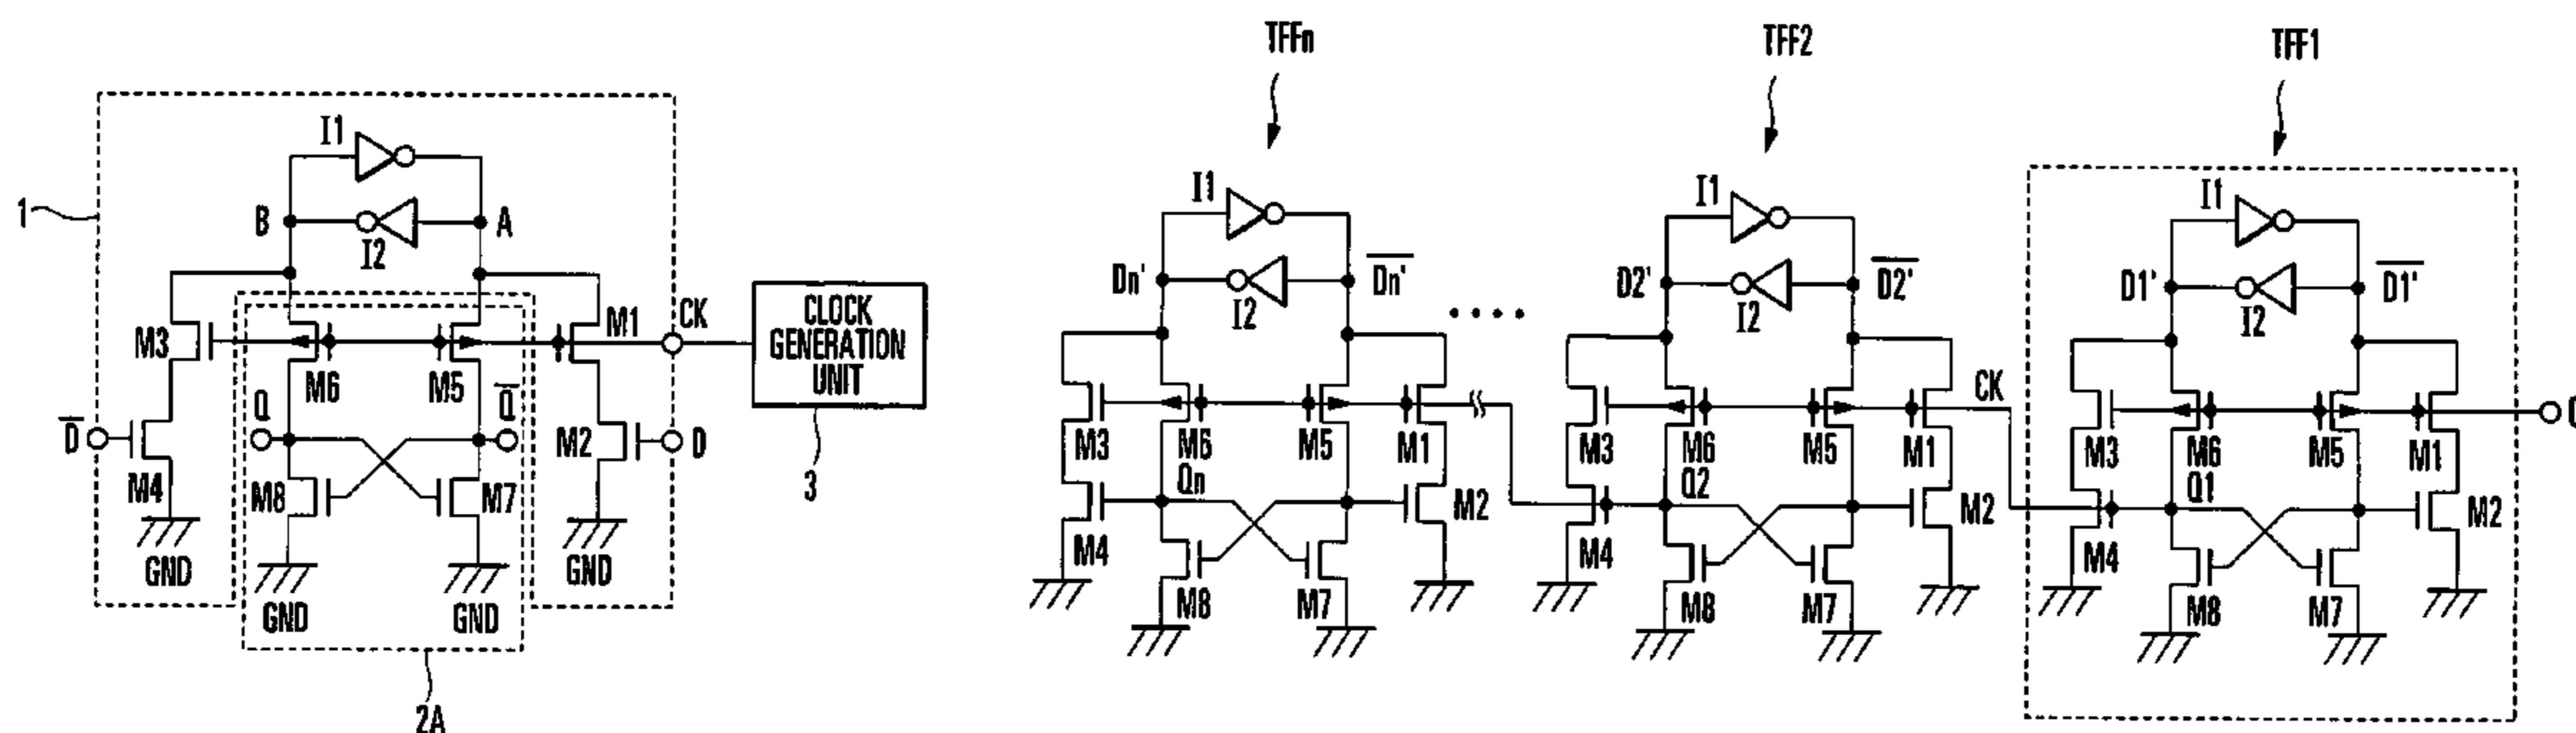 TFFn
TFF2
TFF1
1
I1
B
A
I2
M3
M6
M5
M1
CK
CLOCK
GENERATION
UNIT
3
Q
Q̅
D̅
D
M4
M8
M7
M2
GND
GND
GND
GND
2A
I1
Dn'
D̅n̅'̅
I2
M3
M6
M5
M1
Qn
M4
M2
M8
M7
....
I1
D2'
D̅2̅'̅
I2
M3
M6
M5
M1
CK
Q2
M4
M2
M8
M7
I1
D1'
D̅1̅'̅
I2
M3
M6
M5
M1
Q1
M4
M2
M8
M7